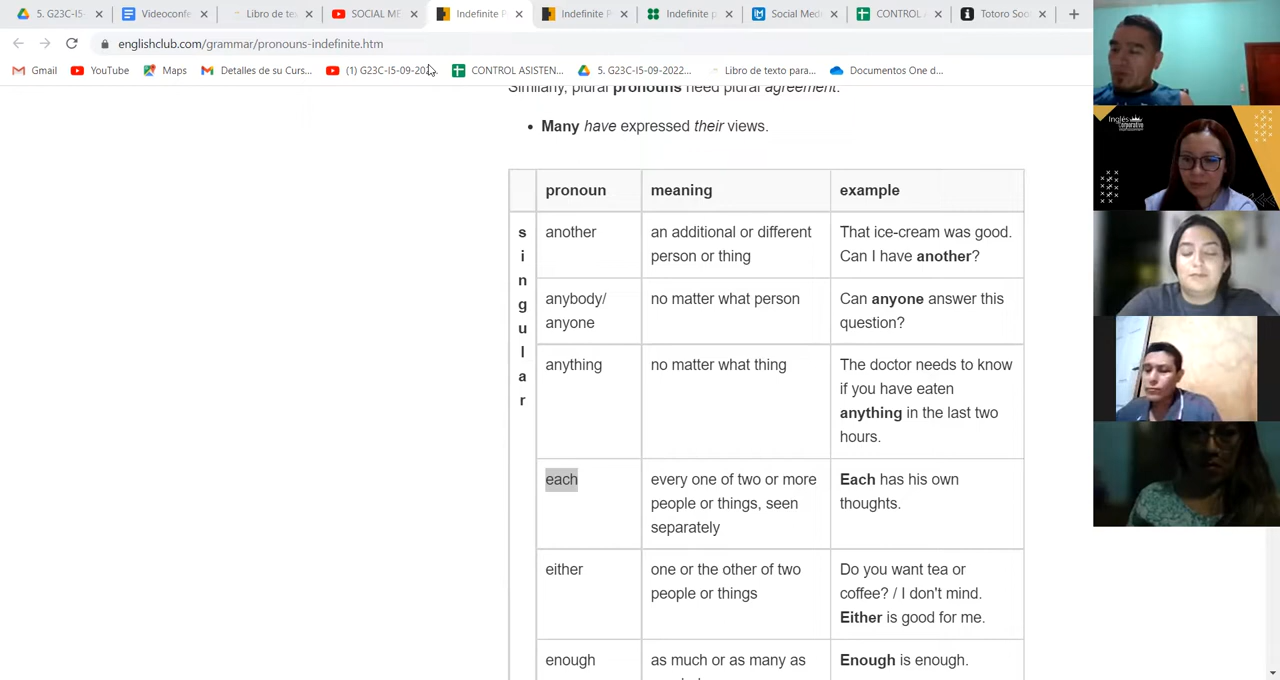 5. G23C-I5-
Videoconfe
Libro de tex
SOCIAL ME
Indefinite P
Indefinite P
Indefinite p
Social Med
CONTROL A
Totoro Soo
englishclub.com/grammar/pronouns-indefinite.htm
Gmail
YouTube
Maps
Detalles de su Curs...
(1) G23C-I5-09-202
CONTROL ASISTEN...
5. G23C-I5-09-2022...
Libro de texto para...
Documentos One d...
Similarly, plural pronouns need plural agreement.
Many have expressed their views.
pronoun meaning example
singular
another
an additional or different
person or thing
That ice-cream was good.
Can I have another?
anybody/
anyone
no matter what person
Can anyone answer this
question?
anything
no matter what thing
The doctor needs to know
if you have eaten
anything in the last two
hours.
each
every one of two or more
people or things, seen
separately
Each has his own
thoughts.
either
one or the other of two
people or things
Do you want tea or
coffee? / I don't mind.
Either is good for me.
enough
as much or as many as
Enough is enough.
Inglés
Corporativo